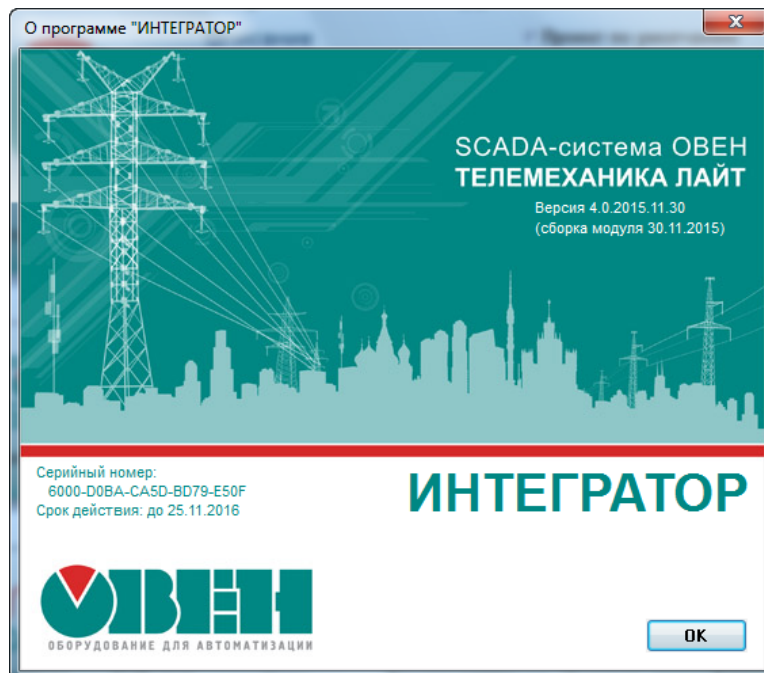 О программе "ИНТЕГРАТОР"
SCADA-система ОВЕН
ТЕЛЕМЕХАНИКА ЛАЙТ
Версия 4.0.2015.11.30
(сборка модуля 30.11.2015)
Серийный номер:
6000-D0BA-CA5D-BD79-E50F
Срок действия: до 25.11.2016
ИНТЕГРАТОР
ОВЕН
ОБОРУДОВАНИЕ ДЛЯ АВТОМАТИЗАЦИИ
OK